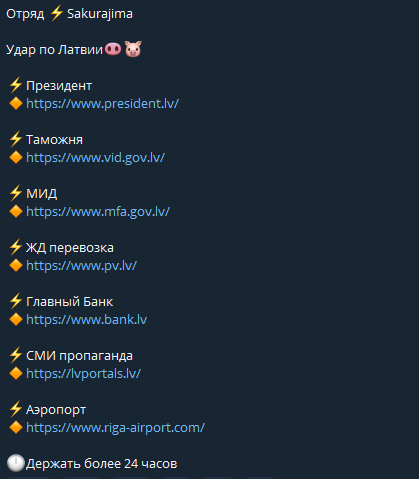 Отряд ⚡Sakurajima
Удар по Латвии🐽🐷
⚡Президент
🔸https://www.president.lv/
⚡Таможня
🔸https://www.vid.gov.lv/
⚡МИД
🔸https://www.mfa.gov.lv/
⚡ЖД перевозка
🔸https://www.pv.lv/
⚡Главный Банк
🔸https://www.bank.lv
⚡СМИ пропаганда
🔸https://lvportals.lv/
⚡Аэропорт
🔸https://www.riga-airport.com/
🕛Держать более 24 часов